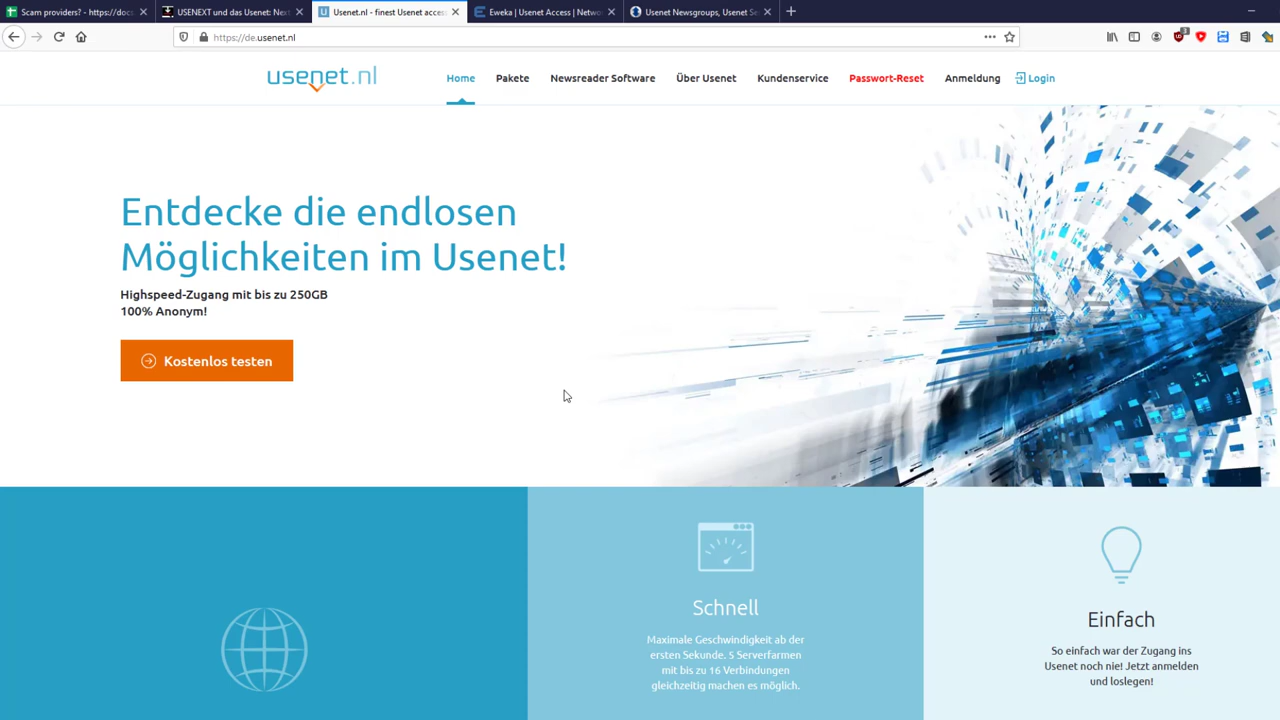 Scam providers? - https://docs
USENEXT und das Usenet: Next
Usenet.nl - finest Usenet acces
Eweka | Usenet Access | Netwo
Usenet Newsgroups, Usenet Se
https://de.usenet.nl
usenet.nl
Home
Pakete
Newsreader Software
Über Usenet
Kundenservice
Passwort-Reset
Anmeldung
Login
Entdecke die endlosen
Möglichkeiten im Usenet!
Highspeed-Zugang mit bis zu 250GB
100% Anonym!
Kostenlos testen
Schnell
Maximale Geschwindigkeit ab der
ersten Sekunde. 5 Serverfarmen
mit bis zu 16 Verbindungen
gleichzeitig machen es möglich.
Einfach
So einfach war der Zugang ins
Usenet noch nie! Jetzt anmelden
und loslegen!